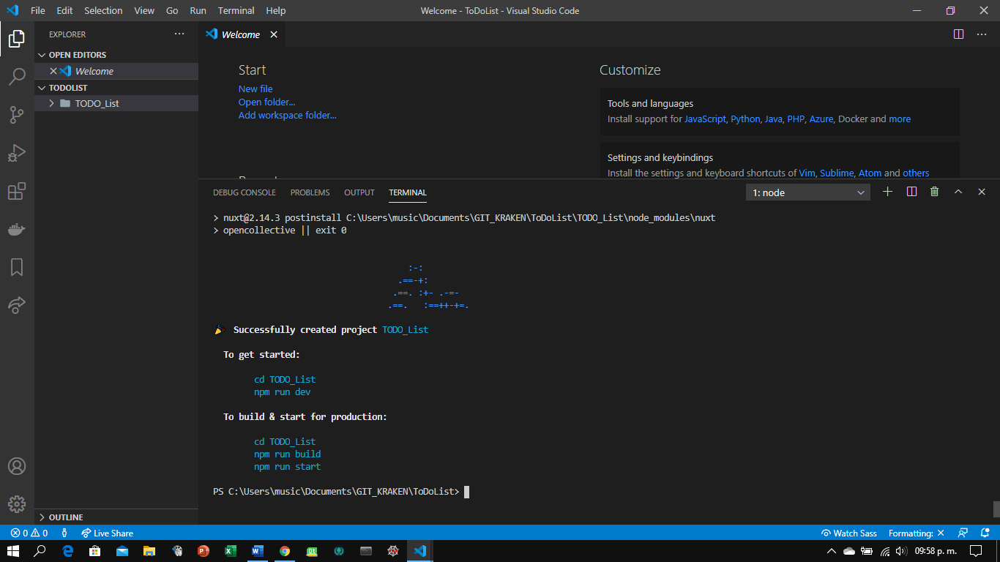 File Edit Selection View Go Run Terminal Help
Welcome - ToDoList - Visual Studio Code
EXPLORER
OPEN EDITORS
Welcome
TODOLIST
TODO_List
OUTLINE
Welcome
Start
New file
Open folder...
Add workspace folder...
Customize
Tools and languages
Install support for JavaScript, Python, Java, PHP, Azure, Docker and more
Settings and keybindings
Install the settings and keyboard shortcuts of Vim, Sublime, Atom and others
DEBUG CONSOLE PROBLEMS OUTPUT TERMINAL
1: node
> nuxt@2.14.3 postinstall C:\Users\music\Documents\GIT_KRAKEN\ToDoList\TODO_List\node_modules\nuxt
> opencollective || exit 0
:-:
.==-+:
.==. :+- .-=-
.==.   :==++-+=.
Successfully created project TODO_List
To get started:
cd TODO_List
npm run dev
To build & start for production:
cd TODO_List
npm run build
npm run start
PS C:\Users\music\Documents\GIT_KRAKEN\ToDoList>
0 0 Live Share
Watch Sass Formatting: ✕
09:58 p. m.